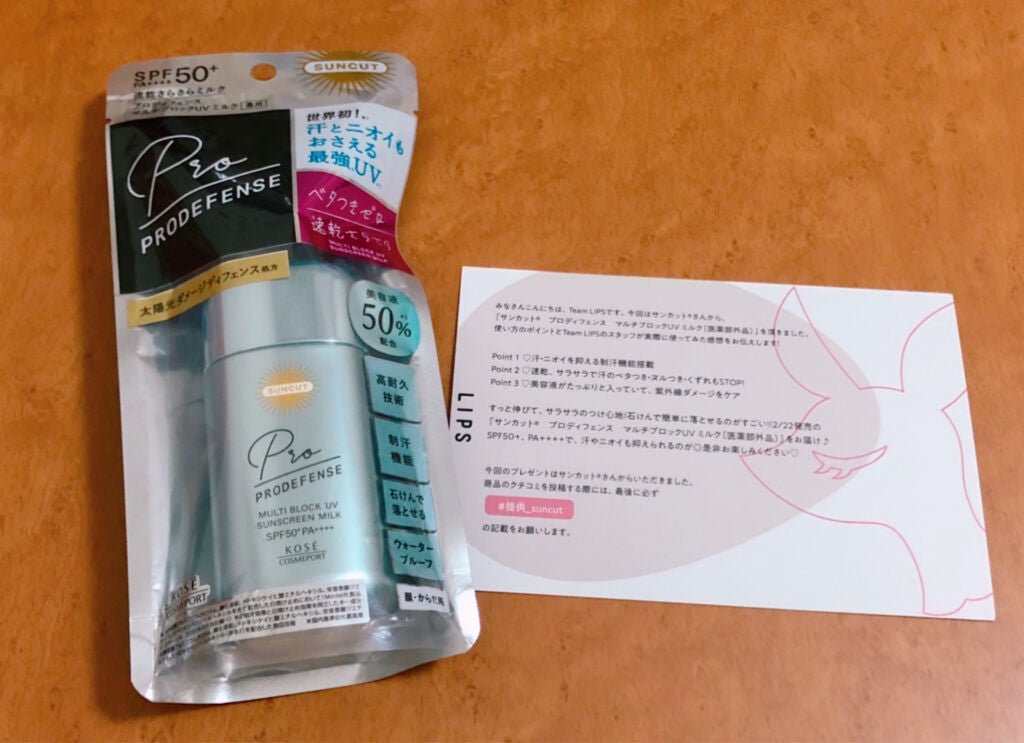 SPF50+
PA++++
速乾さらさらミルク
プロディフェンス
マルチブロックUV ミルク[薬用]
SUNCUT
世界初!
汗とニオイも
おさえる
最強UV
Pro
PRODEFENSE
ベタつきゼロ
速乾さらさら
MULTI BLOCK UV
SUNSCREEN MILK
太陽光ダメージディフェンス処方
美容液
50%
配合
高耐久
技術
制汗
機能
石けんで
落とせる
ウォーター
プルーフ
顔・からだ用
SUNCUT
Pro
PRODEFENSE
MULTI BLOCK UV
SUNSCREEN MILK
SPF50+ PA++++
KOSÉ
COSMEPORT
KOSÉ
COSMEPORT
LIPS
みなさんこんにちは、Team LIPSです。今回はサンカット®さんから、
「サンカット® プロディフェンス マルチブロックUV ミルク[医薬部外品]」を頂きました。
使い方のポイントとTeam LIPSのスタッフが実際に使ってみた感想をお伝えします!
Point 1 ♡汗・ニオイを抑える制汗機能搭載
Point 2 ♡速乾、サラサラで汗のベタつき・ヌルつき・くずれもSTOP!
Point 3 ♡美容液がたっぷりと入っていて、紫外線ダメージをケア
すっと伸びて、サラサラのつけ心地!石けんで簡単に落とせるのがすごい!!2/22発売の
「サンカット® プロディフェンス マルチブロックUV ミルク[医薬部外品]」をお届け♪
SPF50+、PA++++で、汗やニオイも抑えられるのが◎是非お楽しみください♡
今回のプレゼントはサンカット®さんからいただきました。
商品のクチコミを投稿する際には、最後に必ず
#提供_suncut
の記載をお願いします。